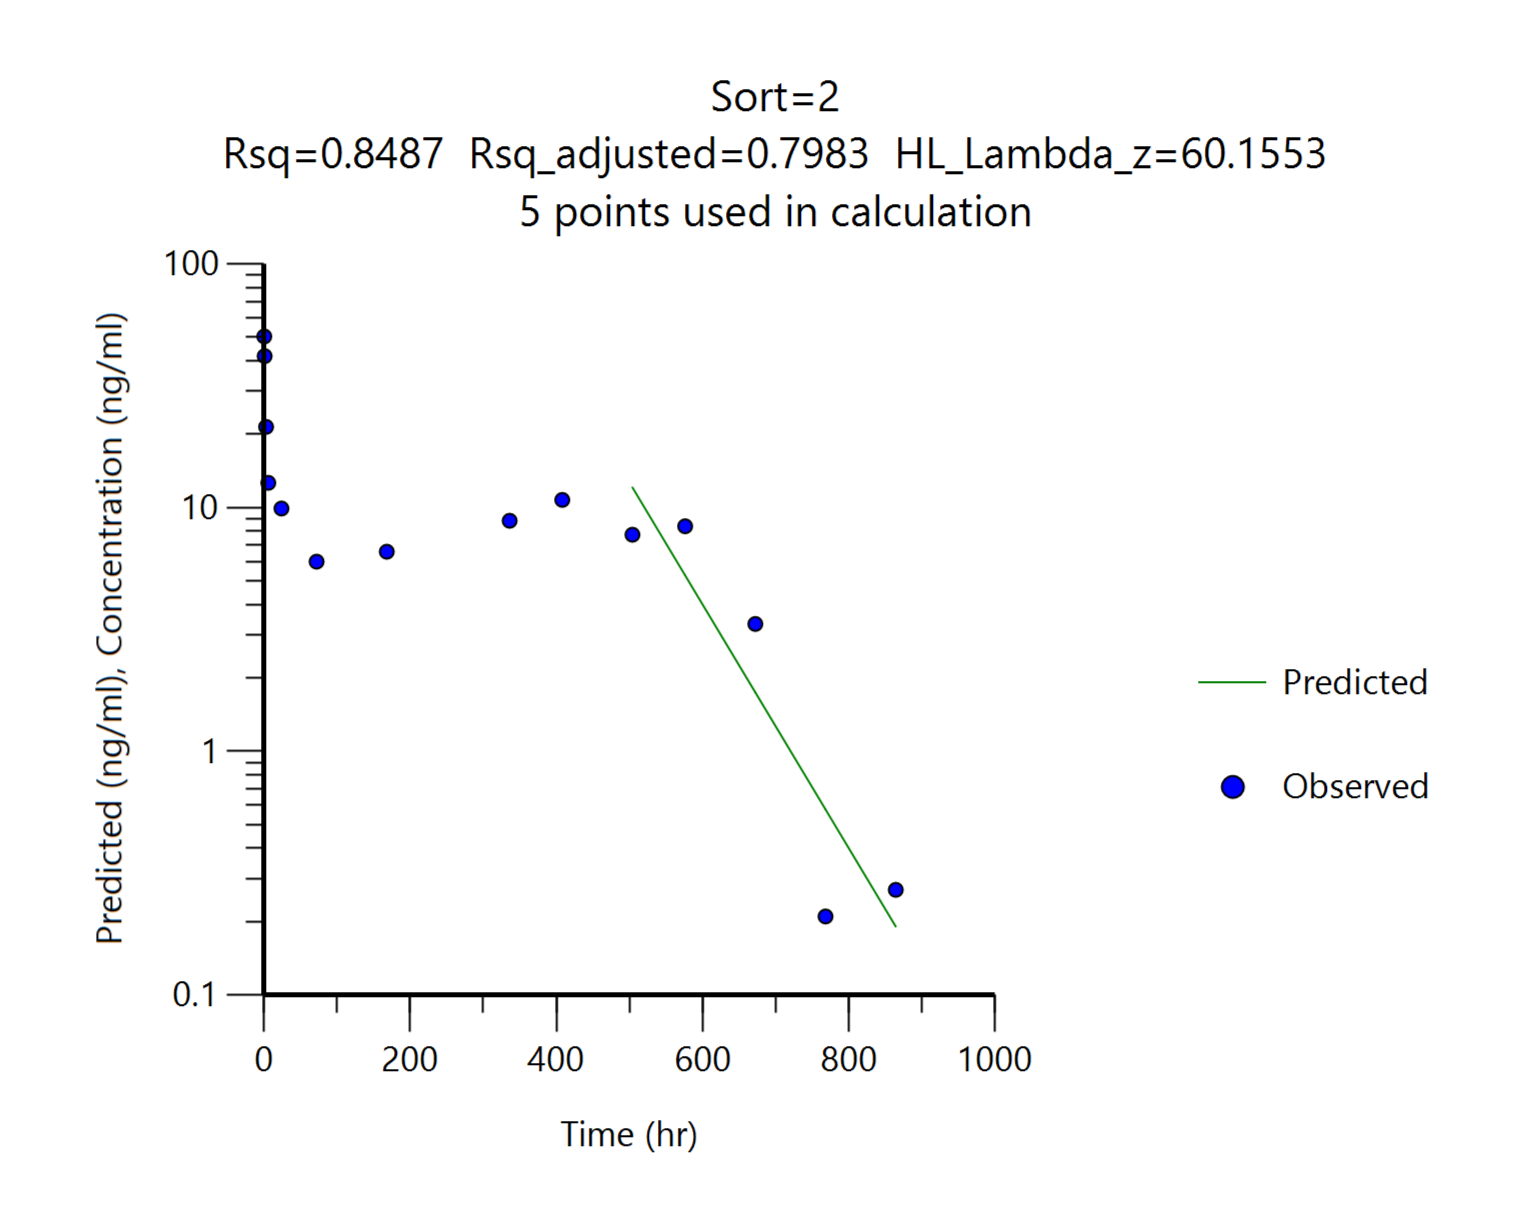 Sort=2
Rsq=0.8487 Rsq_adjusted=0.7983 HL_Lambda_z=60.1553
5 points used in calculation
100
10
1
0.1
Predicted (ng/ml), Concentration (ng/ml)
0 200 400 600 800 1000
Time (hr)
Predicted
Observed